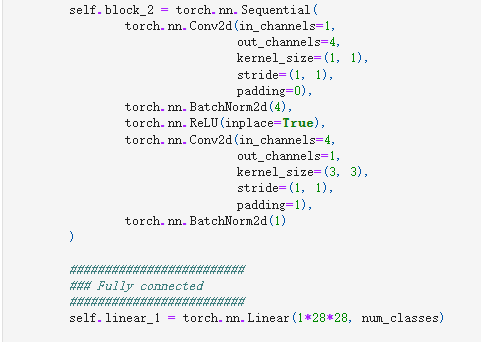 self.block_2 = torch.nn.Sequential(
torch.nn.Conv2d(in_channels=1,
out_channels=4,
kernel_size=(1, 1),
stride=(1, 1),
padding=0),
torch.nn.BatchNorm2d(4),
torch.nn.ReLU(inplace=True),
torch.nn.Conv2d(in_channels=4,
out_channels=1,
kernel_size=(3, 3),
stride=(1, 1),
padding=1),
torch.nn.BatchNorm2d(1)
)
#########################
### Fully connected
#########################
self.linear_1 = torch.nn.Linear(1*28*28, num_classes)